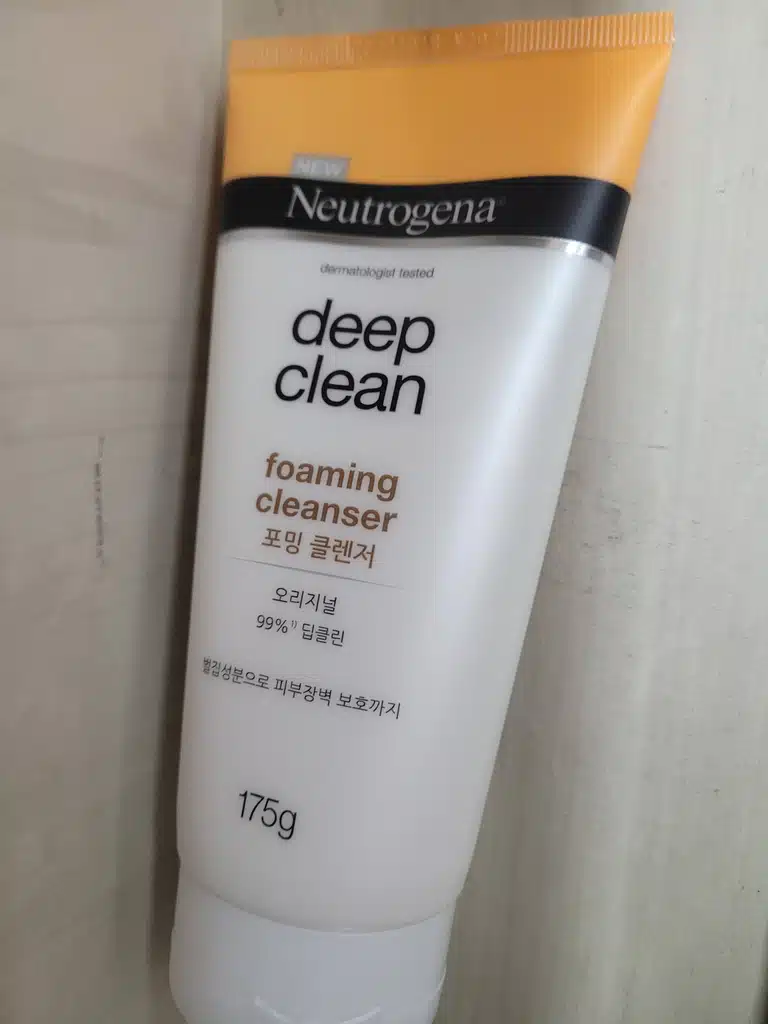 NEW
Neutrogena®
dermatologist tested
deep
clean
foaming
cleanser
포밍 클렌저
오리지널
99%¹⁾ 딥클린
벌집성분으로 피부장벽 보호까지
175g